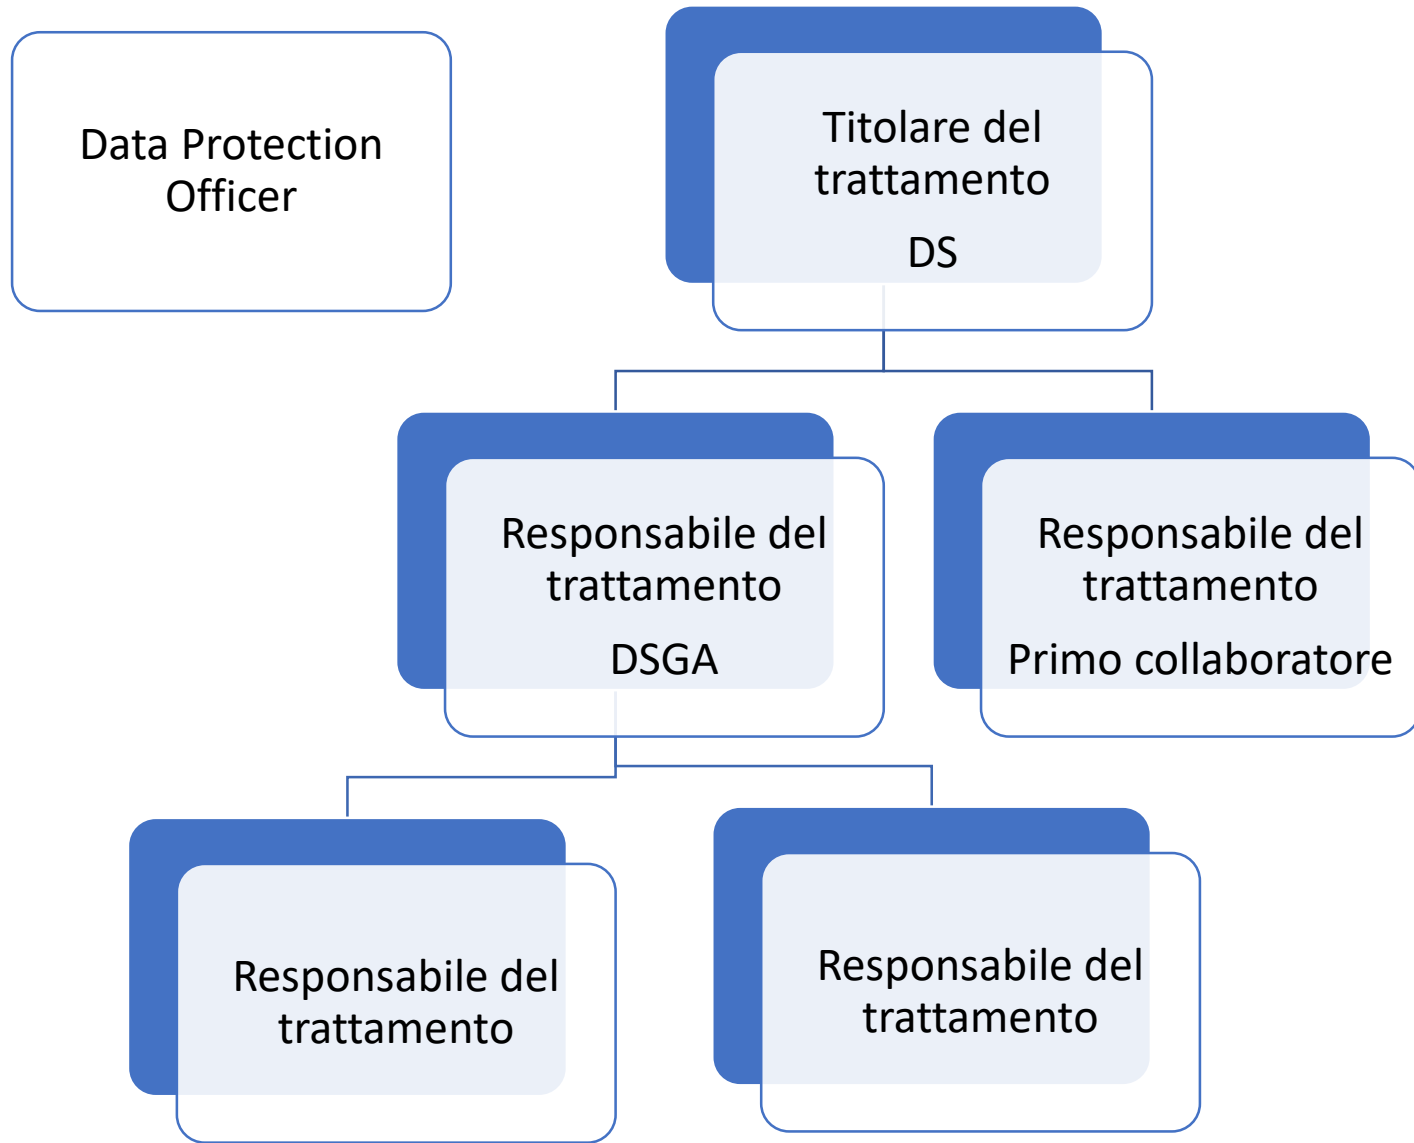 Data Protection
Officer
Titolare del
trattamento
DS
Responsabile del
trattamento
DSGA
Responsabile del
trattamento
Primo collaboratore
Responsabile del
trattamento
Responsabile del
trattamento